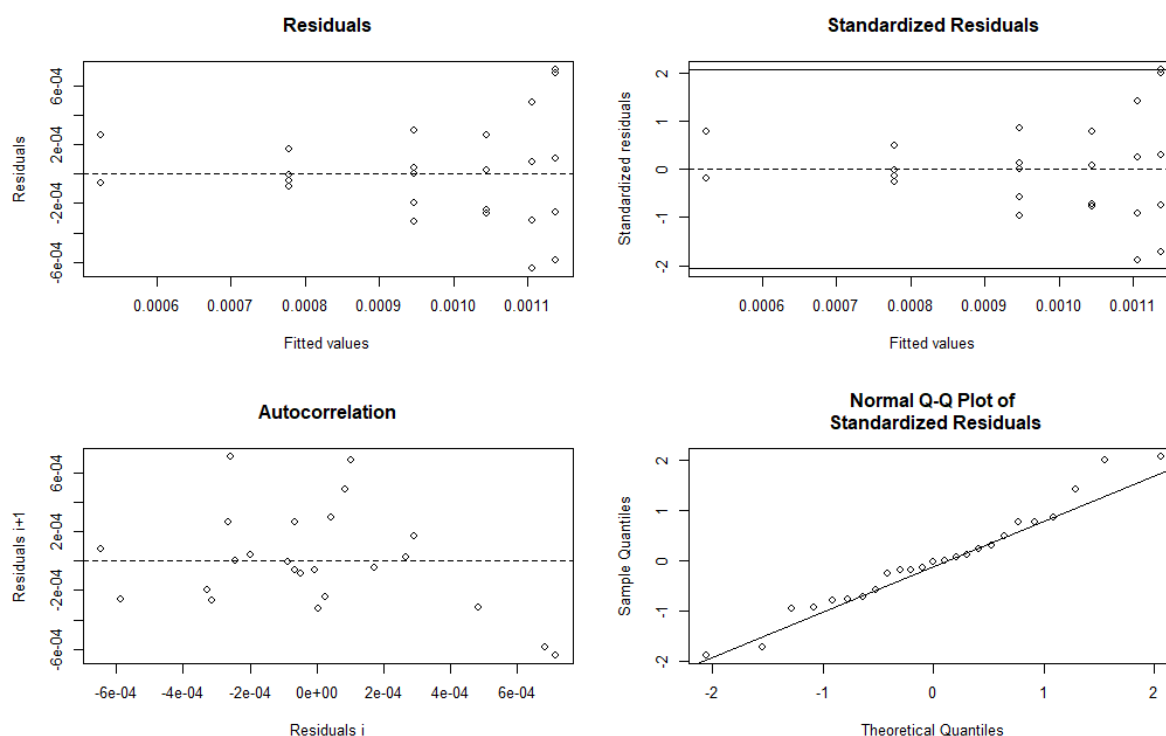 Residuals
Residuals
-6e-04 -2e-04 2e-04 6e-04
0.0006 0.0007 0.0008 0.0009 0.0010 0.0011
Fitted values
Standardized Residuals
Standardized residuals
-2 -1 0 1 2
0.0006 0.0007 0.0008 0.0009 0.0010 0.0011
Fitted values
Autocorrelation
Residuals i+1
-6e-04 -2e-04 2e-04 6e-04
-6e-04 -4e-04 -2e-04 0e+00 2e-04 4e-04 6e-04
Residuals i
Normal Q-Q Plot of
Standardized Residuals
Sample Quantiles
-2 -1 0 1 2
-2 -1 0 1 2
Theoretical Quantiles